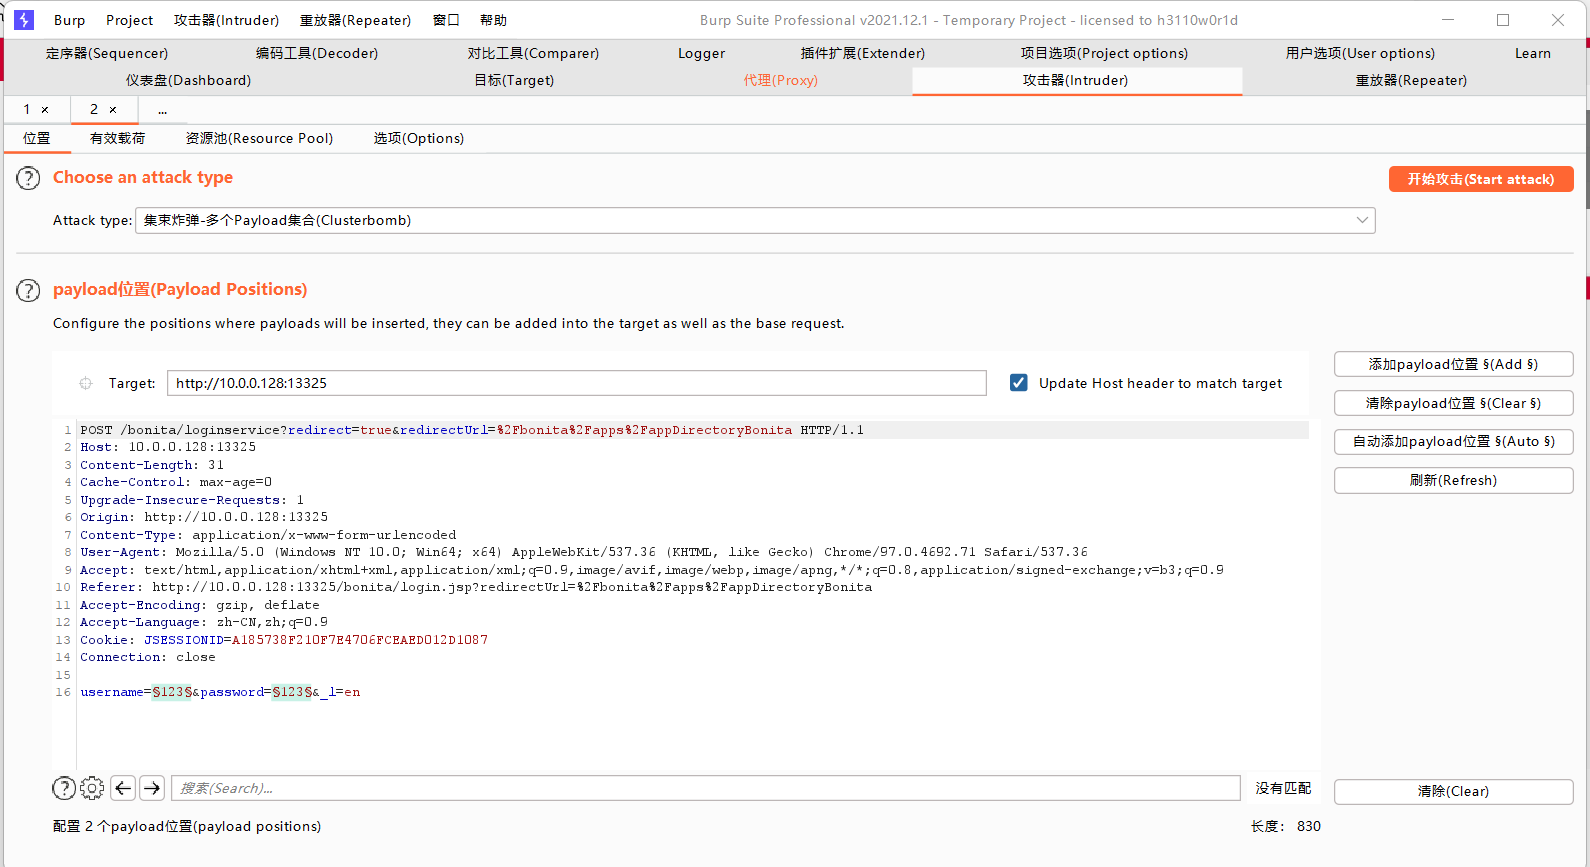 Burp Project 攻击器(Intruder) 重放器(Repeater) 窗口 帮助 Burp Suite Professional v2021.12.1 - Temporary Project - licensed to h3110w0r1d
定序器(Sequencer) 编码工具(Decoder) 对比工具(Comparer) Logger 插件扩展(Extender) 项目选项(Project options) 用户选项(User options) Learn
仪表盘(Dashboard) 目标(Target) 代理(Proxy) 攻击器(Intruder) 重放器(Repeater)
1 × 2 × ...
位置 有效载荷 资源池(Resource Pool) 选项(Options)
? Choose an attack type 开始攻击(Start attack)
Attack type: 集束炸弹-多个Payload集合(Clusterbomb)
? payload位置(Payload Positions)
Configure the positions where payloads will be inserted, they can be added into the target as well as the base request.
添加payload位置 §(Add §)
Target: http://10.0.0.128:13325 Update Host header to match target
清除payload位置 §(Clear §)
自动添加payload位置 §(Auto §)
刷新(Refresh)
1 POST /bonita/loginservice?redirect=true&redirectUrl=%2Fbonita%2Fapps%2FappDirectoryBonita HTTP/1.1
2 Host: 10.0.0.128:13325
3 Content-Length: 31
4 Cache-Control: max-age=0
5 Upgrade-Insecure-Requests: 1
6 Origin: http://10.0.0.128:13325
7 Content-Type: application/x-www-form-urlencoded
8 User-Agent: Mozilla/5.0 (Windows NT 10.0; Win64; x64) AppleWebKit/537.36 (KHTML, like Gecko) Chrome/97.0.4692.71 Safari/537.36
9 Accept: text/html,application/xhtml+xml,application/xml;q=0.9,image/avif,image/webp,image/apng,*/*;q=0.8,application/signed-exchange;v=b3;q=0.9
10 Referer: http://10.0.0.128:13325/bonita/login.jsp?redirectUrl=%2Fbonita%2Fapps%2FappDirectoryBonita
11 Accept-Encoding: gzip, deflate
12 Accept-Language: zh-CN,zh;q=0.9
13 Cookie: JSESSIONID=A185738F210F7E4706FCEAED012D1087
14 Connection: close
15
16 username=§123§&password=§123§&_l=en
? 搜索(Search)... 没有匹配 清除(Clear)
配置 2 个payload位置(payload positions) 长度: 830